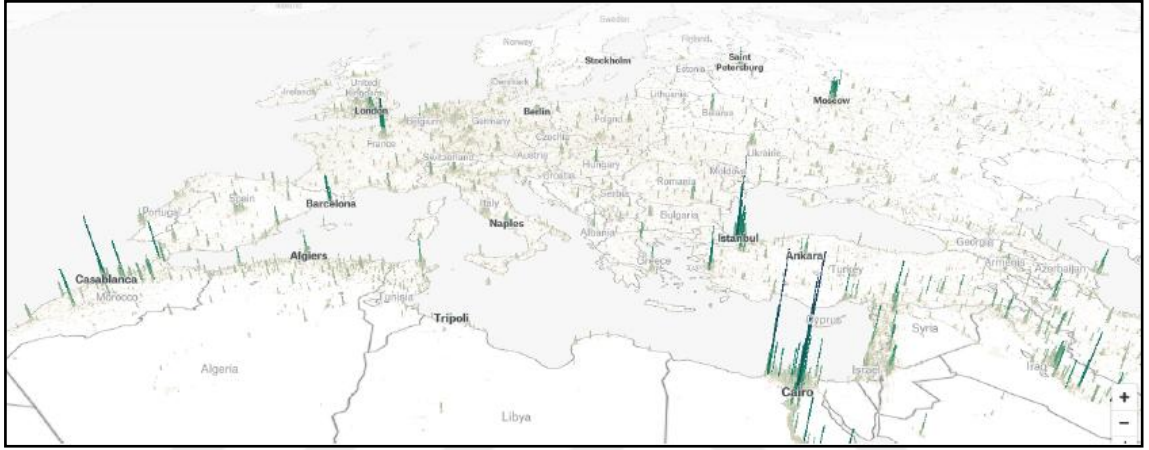 Sweden
Norway
Finland
Stockholm
Saint
Petersburg
Estonia
Denmark
Lithuania
Moscow
Ireland
United
Kingdom
London
Berlin
Belarus
Belgium
Germany
Poland
France
Czechia
Switzerland
Austria
Ukraine
Hungary
Moldova
Croatia
Romania
Serbia
Portugal
Spain
Barcelona
Italy
Naples
Bulgaria
Albania
Istanbul
Georgia
Algiers
Greece
Ankara
Turkey
Armenia
Azerbaijan
Casablanca
Morocco
Tunisia
Tripoli
Cyprus
Syria
Algeria
Israel
Iraq
Cairo
Libya
+
−